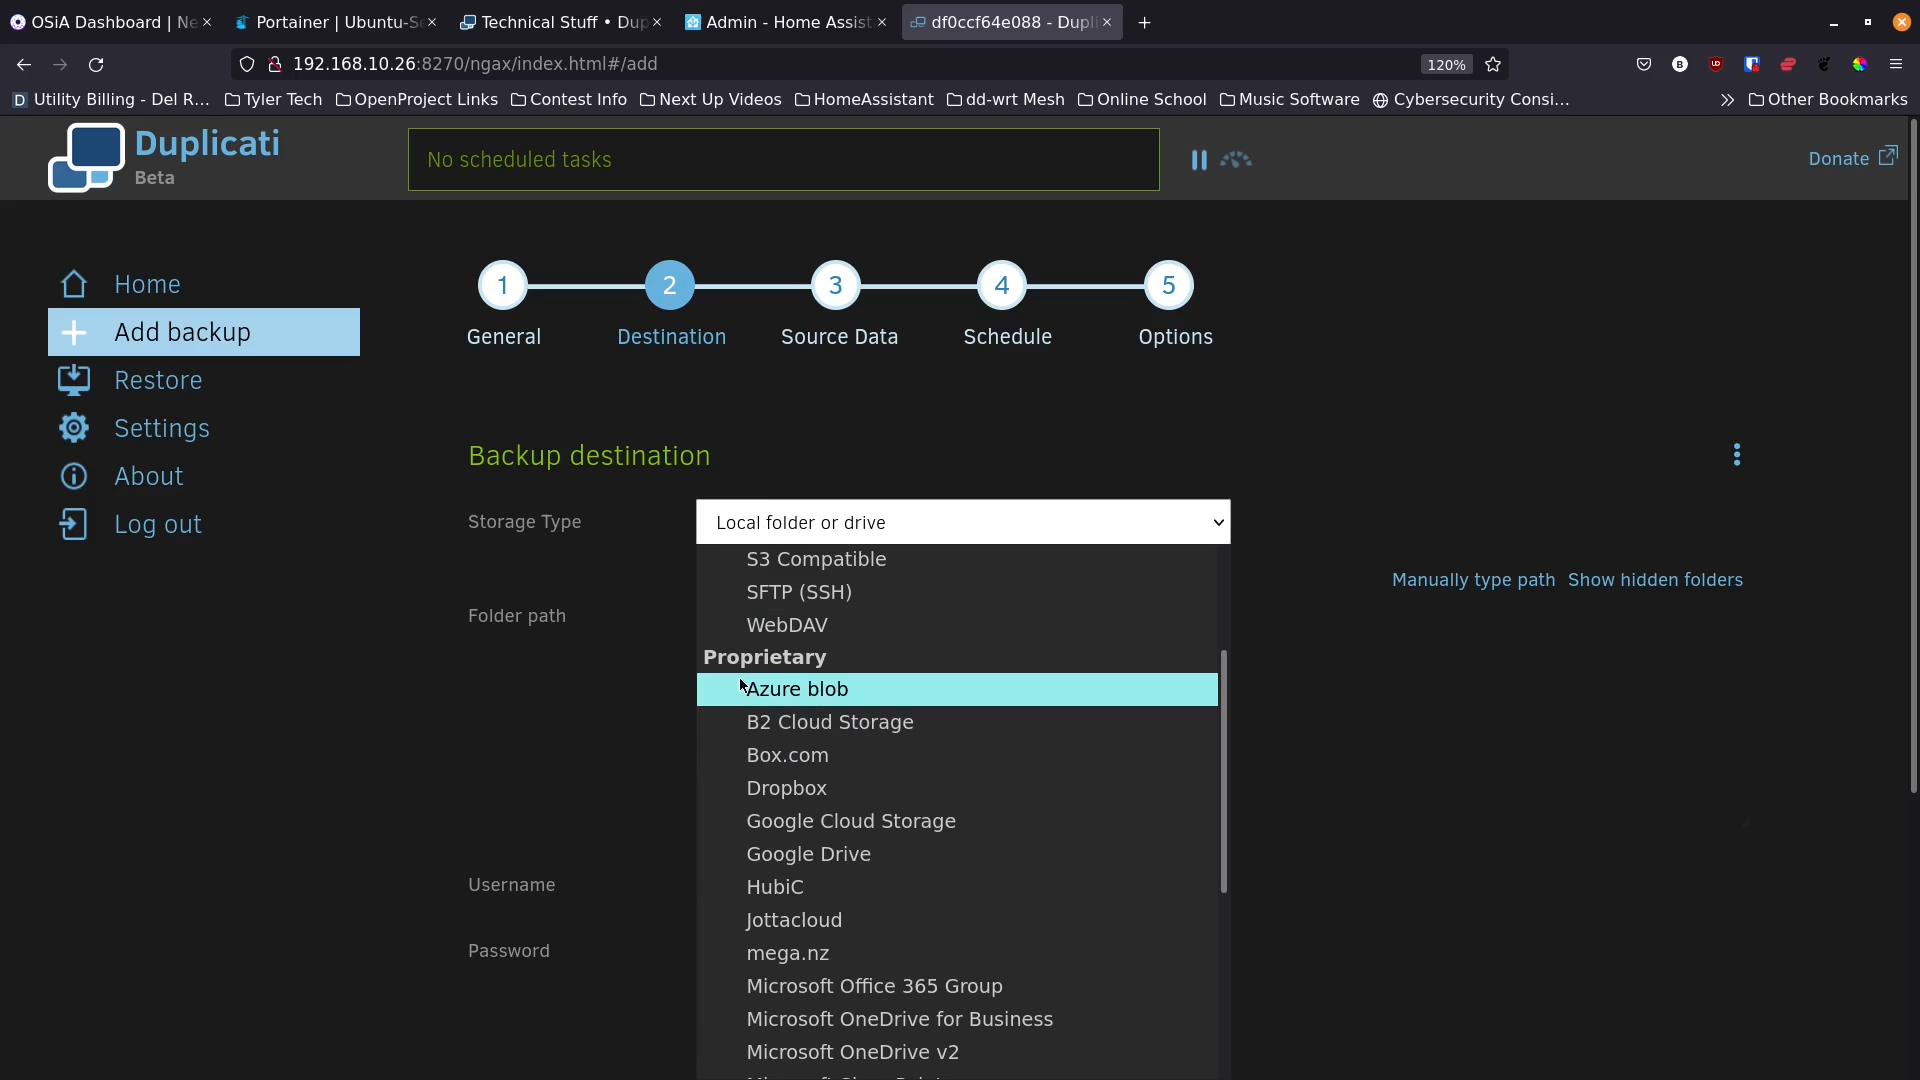 OSiA Dashboard | Ne
Portainer | Ubuntu-Se
Technical Stuff • Dup
Admin - Home Assist
df0ccf64e088 - Dupli
192.168.10.26:8270/ngax/index.html#/add
120%
Utility Billing - Del R...
Tyler Tech
OpenProject Links
Contest Info
Next Up Videos
HomeAssistant
dd-wrt Mesh
Online School
Music Software
Cybersecurity Consi...
Other Bookmarks
Duplicati
Beta
No scheduled tasks
Donate
Home
Add backup
Restore
Settings
About
Log out
1
2
3
4
5
General
Destination
Source Data
Schedule
Options
Backup destination
Storage Type
Local folder or drive
Manually type path
Show hidden folders
Folder path
S3 Compatible
SFTP (SSH)
WebDAV
Proprietary
Azure blob
B2 Cloud Storage
Box.com
Dropbox
Google Cloud Storage
Google Drive
HubiC
Jottacloud
mega.nz
Microsoft Office 365 Group
Microsoft OneDrive for Business
Microsoft OneDrive v2
Username
Password